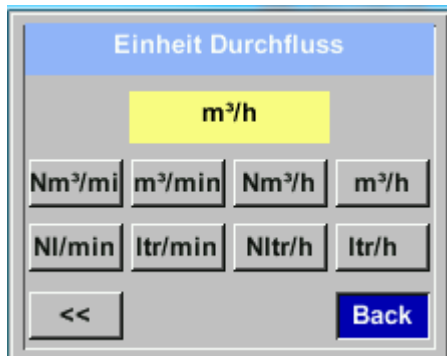 Einheit Durchfluss
m³/h
Nm³/mi m³/min Nm³/h m³/h
Nl/min ltr/min Nltr/h ltr/h
<< Back